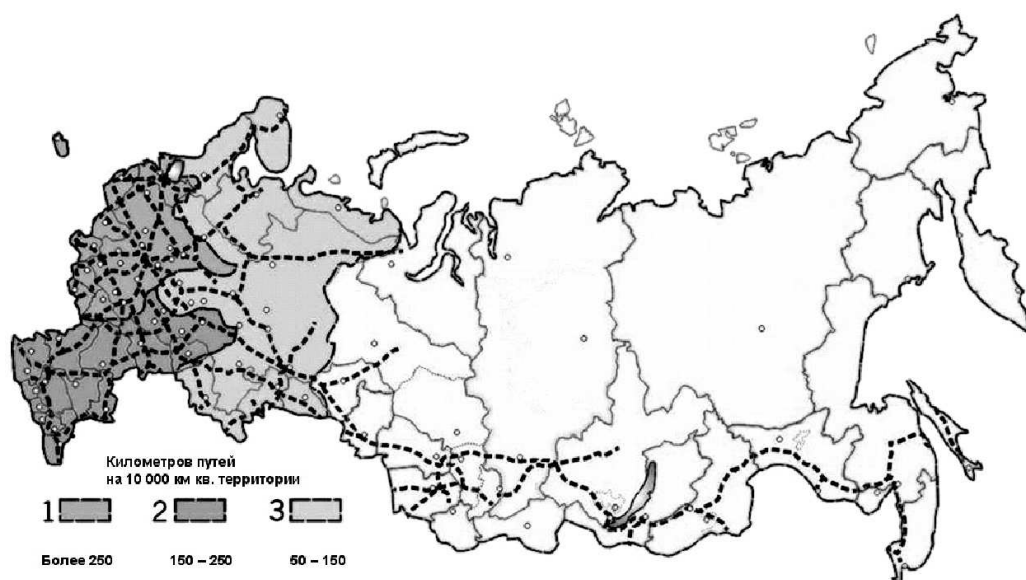 Километров путей
на 10 000 км кв. территории
1 2 3
Более 250 150 – 250 50 – 150